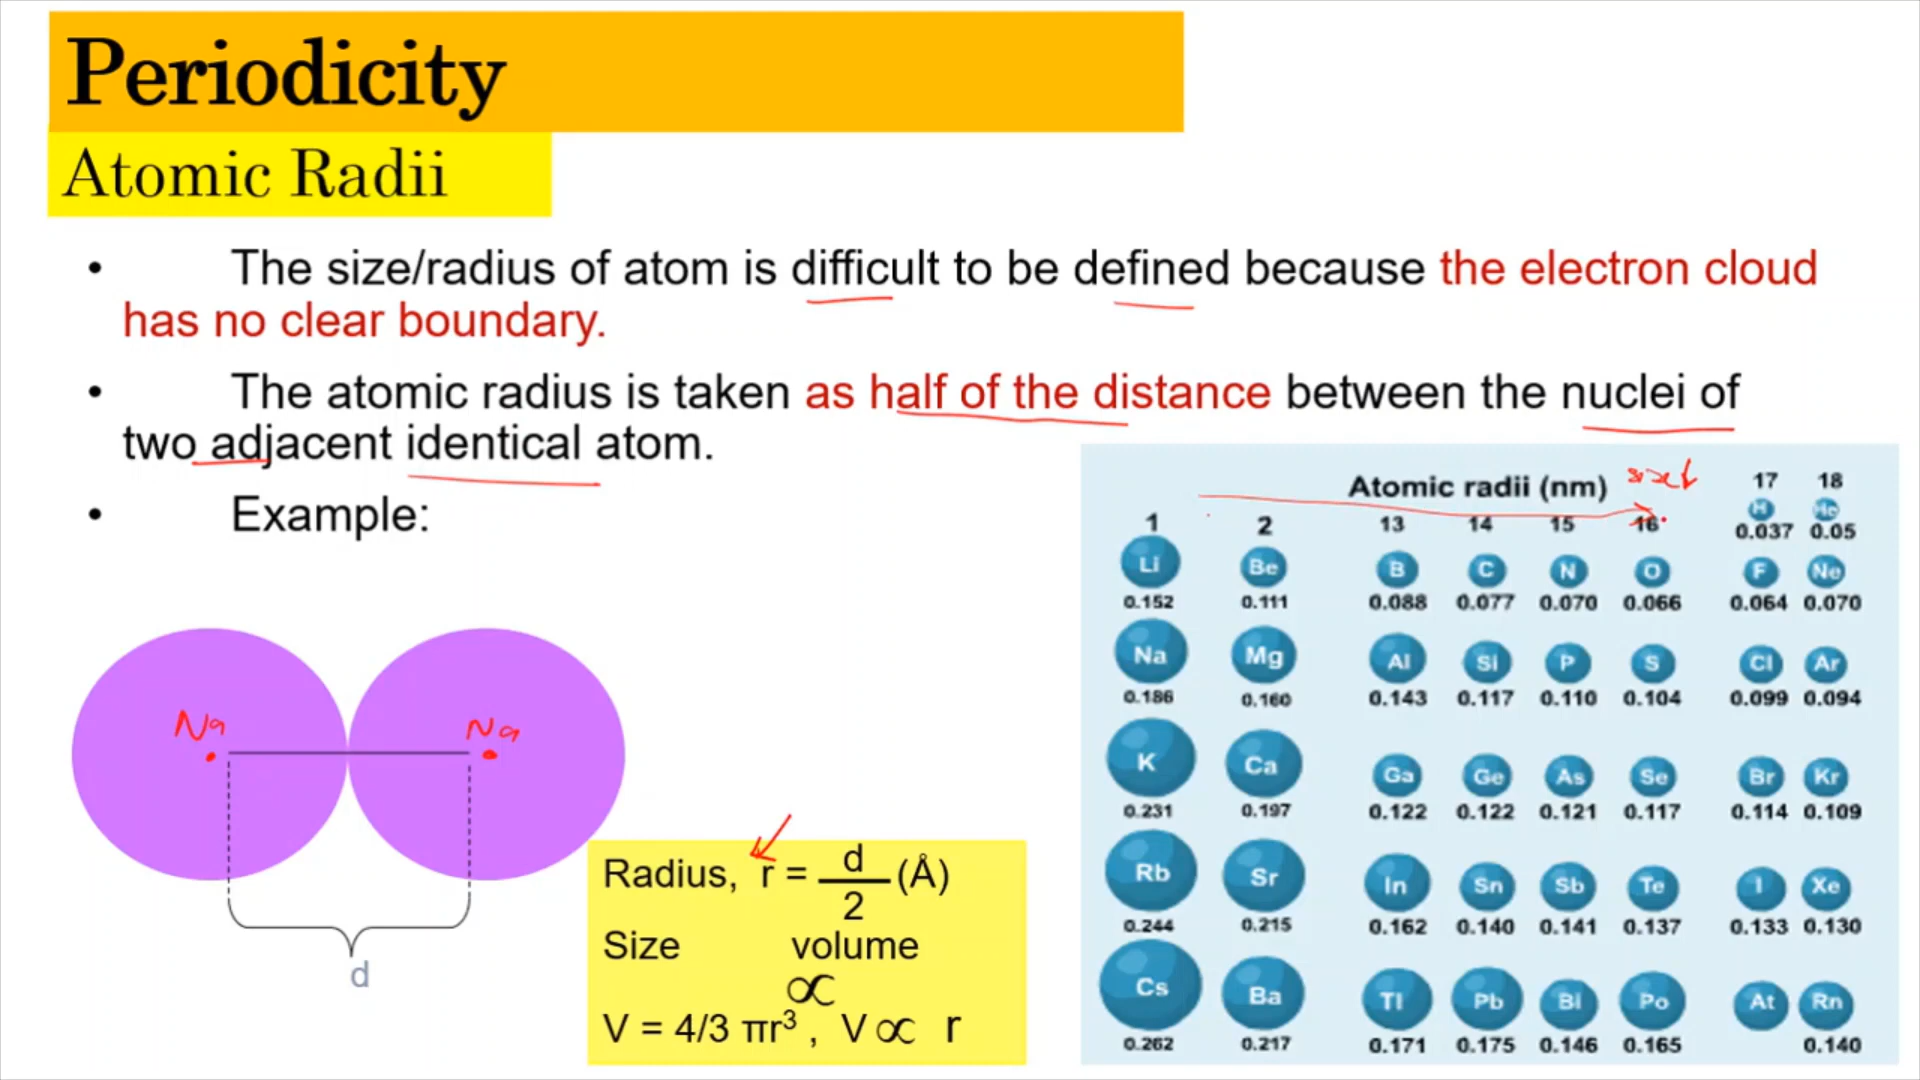 Periodicity
Atomic Radii
• The size/radius of atom is difficult to be defined because the electron cloud
has no clear boundary.
• The atomic radius is taken as half of the distance between the nuclei of
two adjacent identical atom.
• Example:
Na Na
d
Radius, r = d/2 (Å)
Size volume
∝
V = 4/3 πr³ , V ∝ r
Atomic radii (nm) size↓ 17 18
H He
1 2 13 14 15 16 0.037 0.05
Li Be B C N O F Ne
0.152 0.111 0.088 0.077 0.070 0.066 0.064 0.070
Na Mg Al Si P S Cl Ar
0.186 0.160 0.143 0.117 0.110 0.104 0.099 0.094
K Ca Ga Ge As Se Br Kr
0.231 0.197 0.122 0.122 0.121 0.117 0.114 0.109
Rb Sr In Sn Sb Te I Xe
0.244 0.215 0.162 0.140 0.141 0.137 0.133 0.130
Cs Ba Tl Pb Bi Po At Rn
0.262 0.217 0.171 0.175 0.146 0.165 0.140